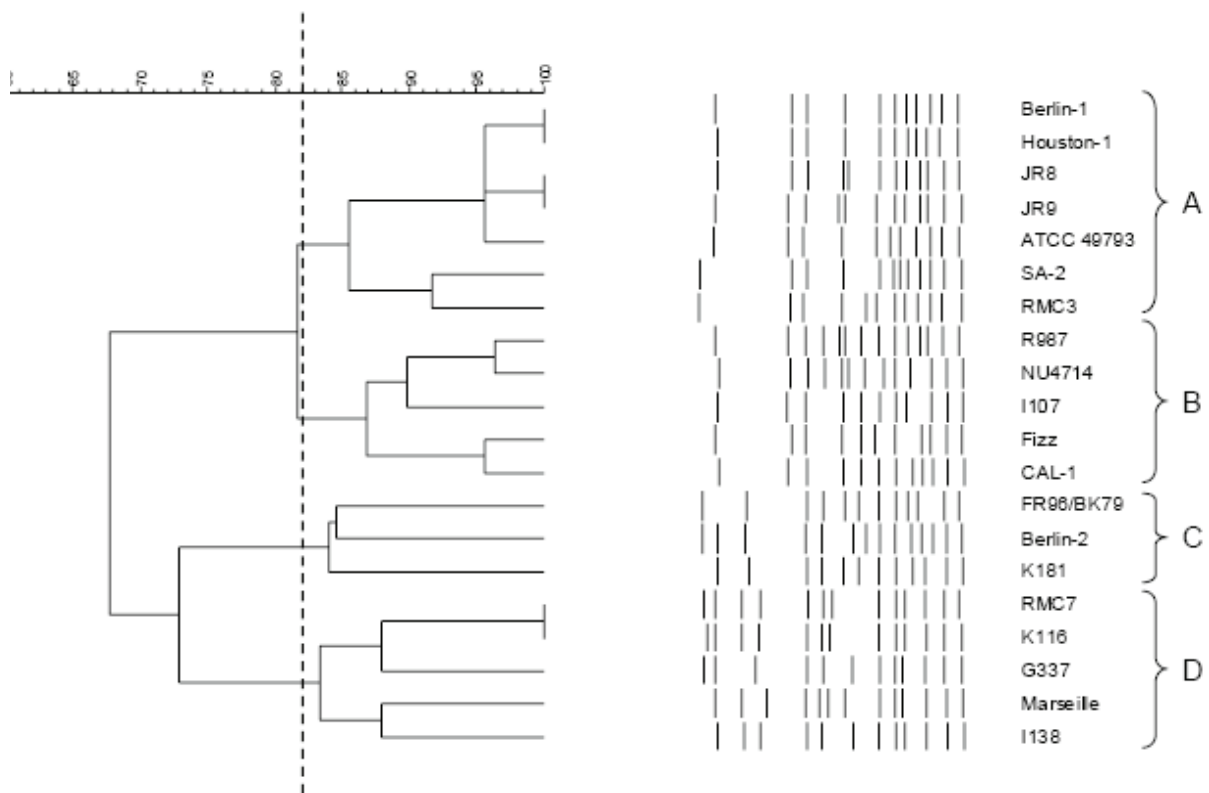 65 70 75 80 85 90 95 100
Berlin-1
Houston-1
JR8
JR9
A
ATCC 49793
SA-2
RMC3
R987
NU4714
I107
B
Fizz
CAL-1
FR96/BK79
Berlin-2
C
K181
RMC7
K116
G337
D
Marseille
I138